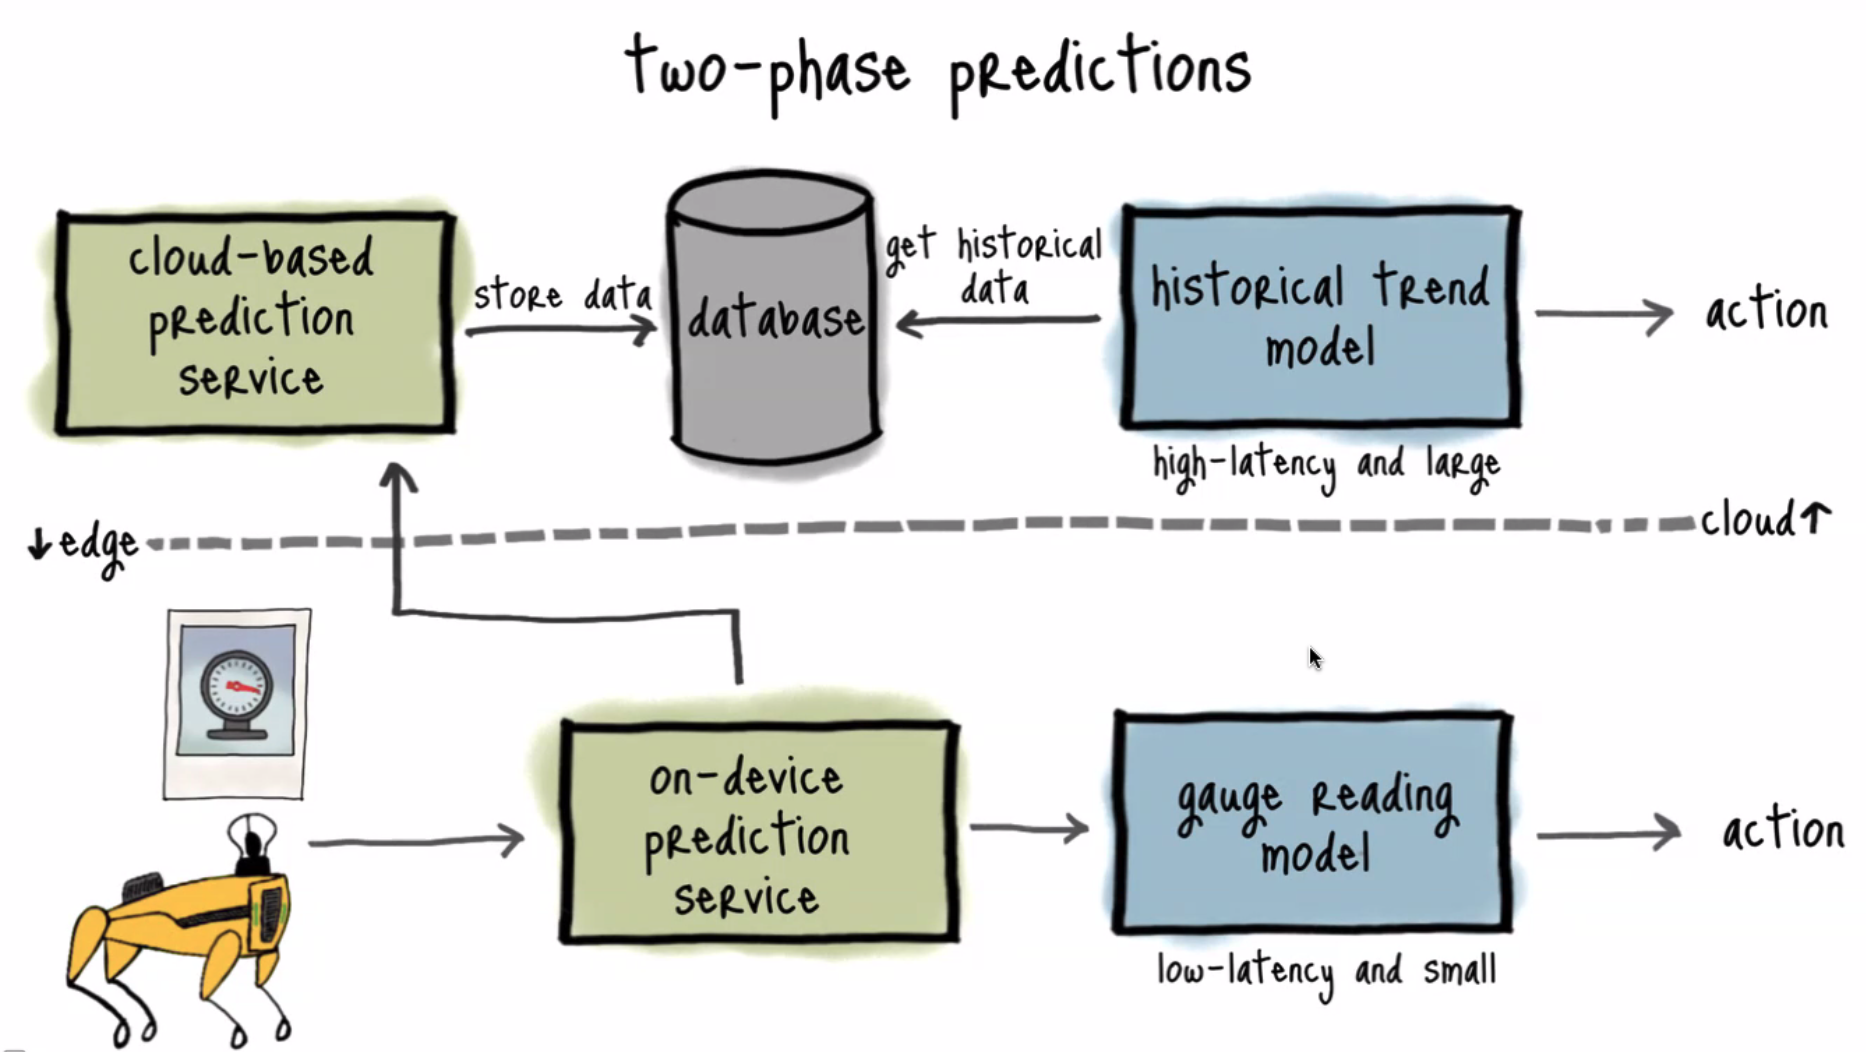 two-phase predictions
cloud-based
prediction
service
store data
database
get historical
data
historical trend
model
action
high-latency and large
↓edge
cloud↑
on-device
prediction
service
gauge reading
model
action
low-latency and small